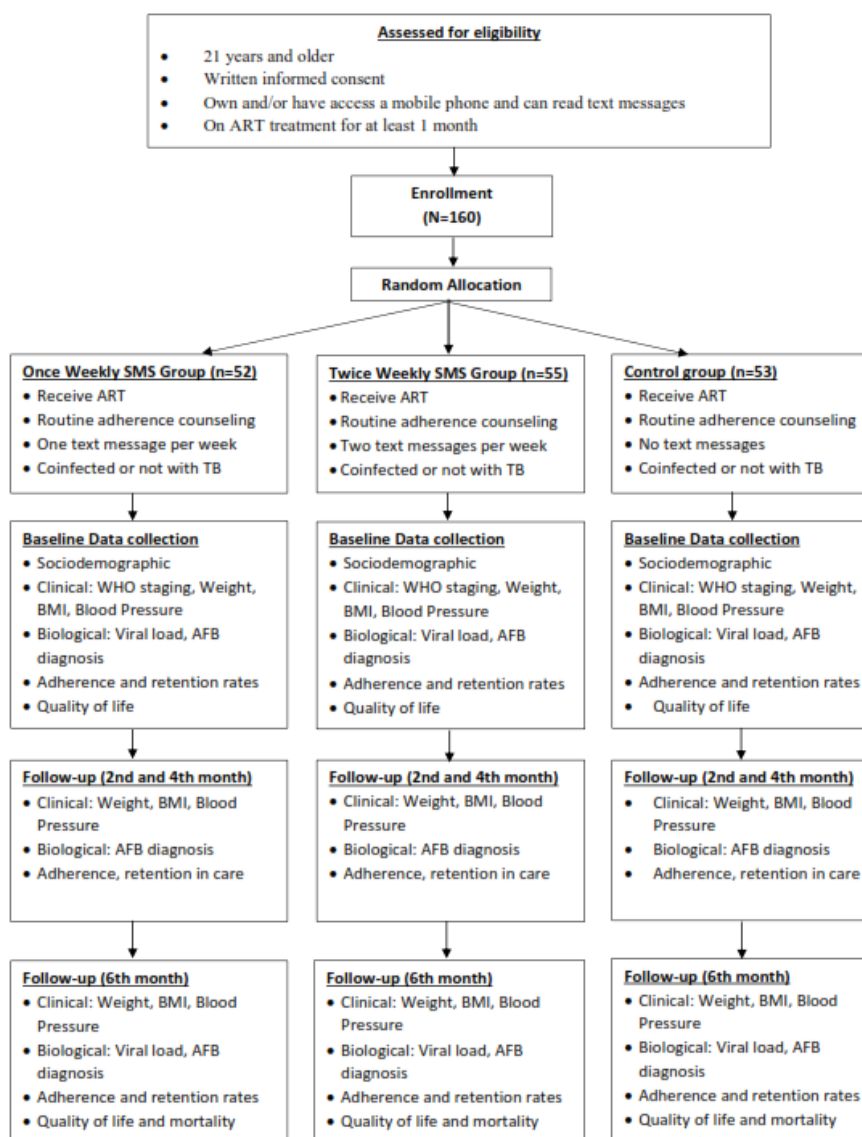 Assessed for eligibility
• 21 years and older
• Written informed consent
• Own and/or have access a mobile phone and can read text messages
• On ART treatment for at least 1 month
Enrollment
(N=160)
Random Allocation
Once Weekly SMS Group (n=52)
• Receive ART
• Routine adherence counseling
• One text message per week
• Coinfected or not with TB
Twice Weekly SMS Group (n=55)
• Receive ART
• Routine adherence counseling
• Two text messages per week
• Coinfected or not with TB
Control group (n=53)
• Receive ART
• Routine adherence counseling
• No text messages
• Coinfected or not with TB
Baseline Data collection
• Sociodemographic
• Clinical: WHO staging, Weight,
BMI, Blood Pressure
• Biological: Viral load, AFB
diagnosis
• Adherence and retention rates
• Quality of life
Baseline Data collection
• Sociodemographic
• Clinical: WHO staging, Weight,
BMI, Blood Pressure
• Biological: Viral load, AFB
diagnosis
• Adherence and retention rates
• Quality of life
Baseline Data collection
• Sociodemographic
• Clinical: WHO staging, Weight,
BMI, Blood Pressure
• Biological: Viral load, AFB
diagnosis
• Adherence and retention rates
• Quality of life
Follow-up (2nd and 4th month)
• Clinical: Weight, BMI, Blood
Pressure
• Biological: AFB diagnosis
• Adherence, retention in care
Follow-up (2nd and 4th month)
• Clinical: Weight, BMI, Blood
Pressure
• Biological: AFB diagnosis
• Adherence, retention in care
Follow-up (2nd and 4th month)
• Clinical: Weight, BMI, Blood
Pressure
• Biological: AFB diagnosis
• Adherence, retention in care
Follow-up (6th month)
• Clinical: Weight, BMI, Blood
Pressure
• Biological: Viral load, AFB
diagnosis
• Adherence and retention rates
• Quality of life and mortality
Follow-up (6th month)
• Clinical: Weight, BMI, Blood
Pressure
• Biological: Viral load, AFB
diagnosis
• Adherence and retention rates
• Quality of life and mortality
Follow-up (6th month)
• Clinical: Weight, BMI, Blood
Pressure
• Biological: Viral load, AFB
diagnosis
• Adherence and retention rates
• Quality of life and mortality